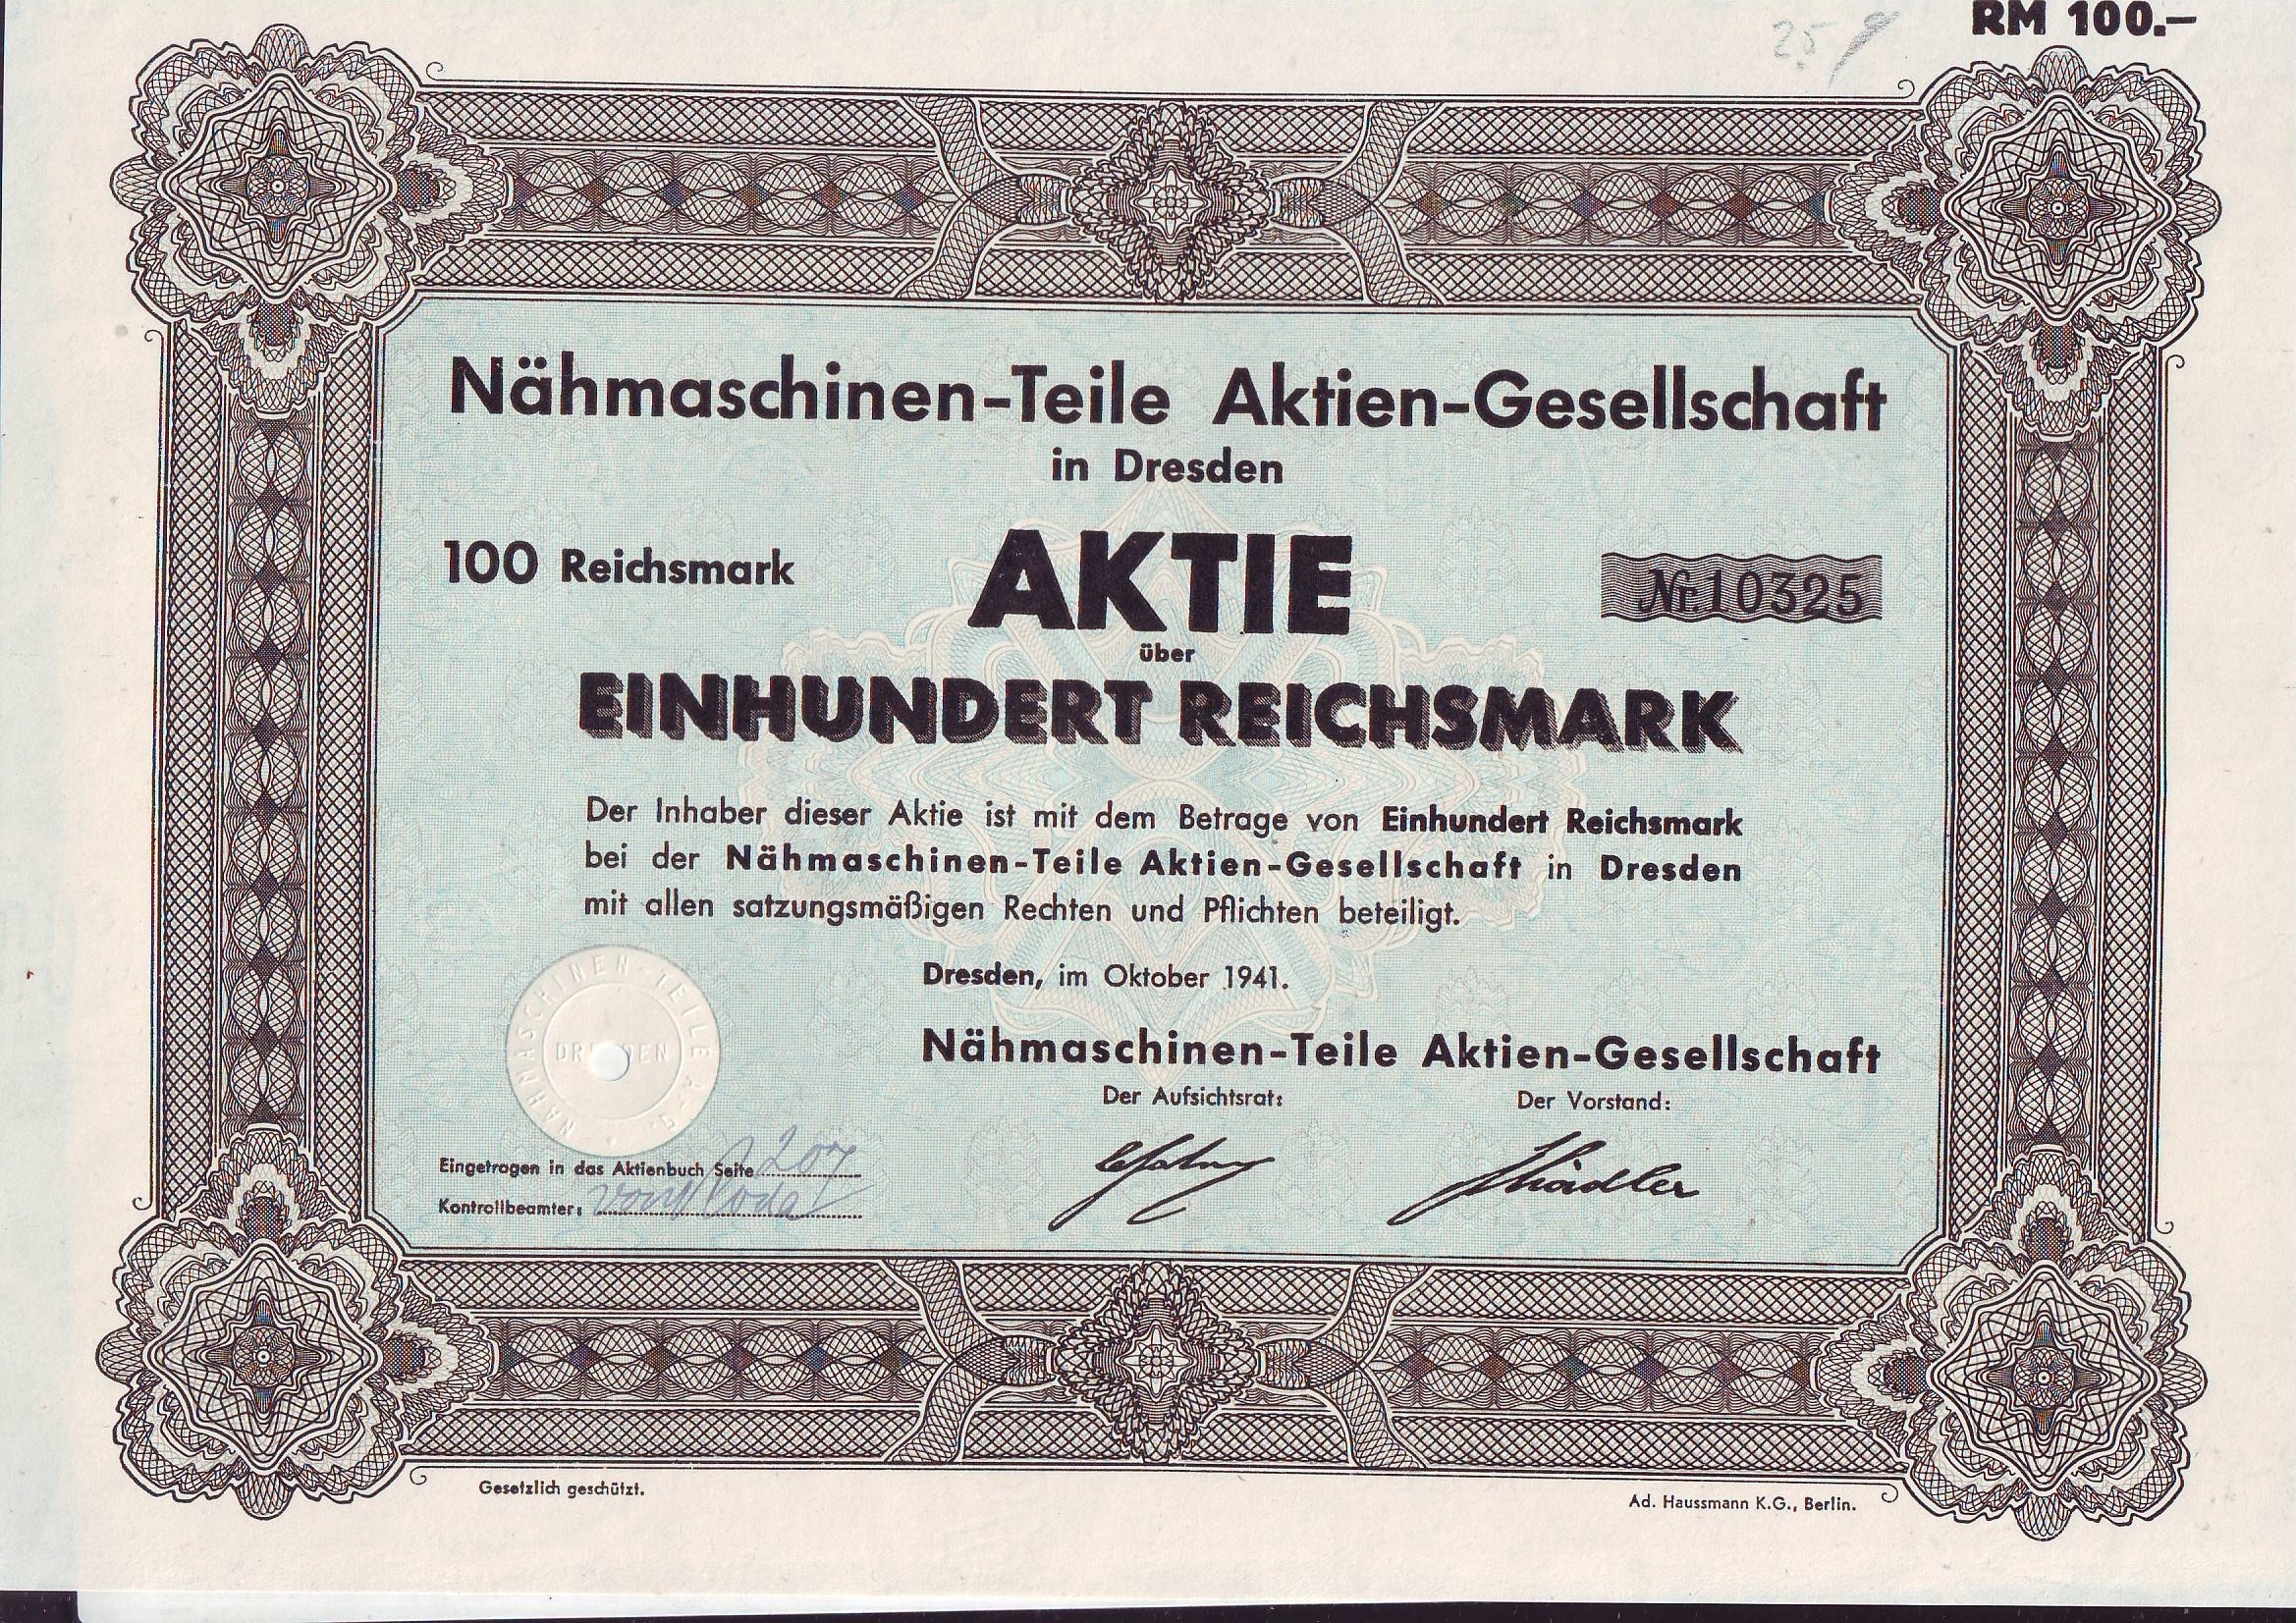 RM 100.—
25
Nähmaschinen-Teile Aktien-Gesellschaft
in Dresden
100 Reichsmark
AKTIE
Nr. 10325
über
EINHUNDERT REICHSMARK
Der Inhaber dieser Aktie ist mit dem Betrage von Einhundert Reichsmark
bei der Nähmaschinen-Teile Aktien-Gesellschaft in Dresden
mit allen satzungsmäßigen Rechten und Pflichten beteiligt.
Dresden, im Oktober 1941.
NÄHMASCHINEN-TEILE A.-G.
Nähmaschinen-Teile Aktien-Gesellschaft
Der Aufsichtsrat: Der Vorstand:
Eingetragen in das Aktienbuch Seite 207
Kontrollbeamter:
Gesetzlich geschützt.
Ad. Haussmann K.G., Berlin.